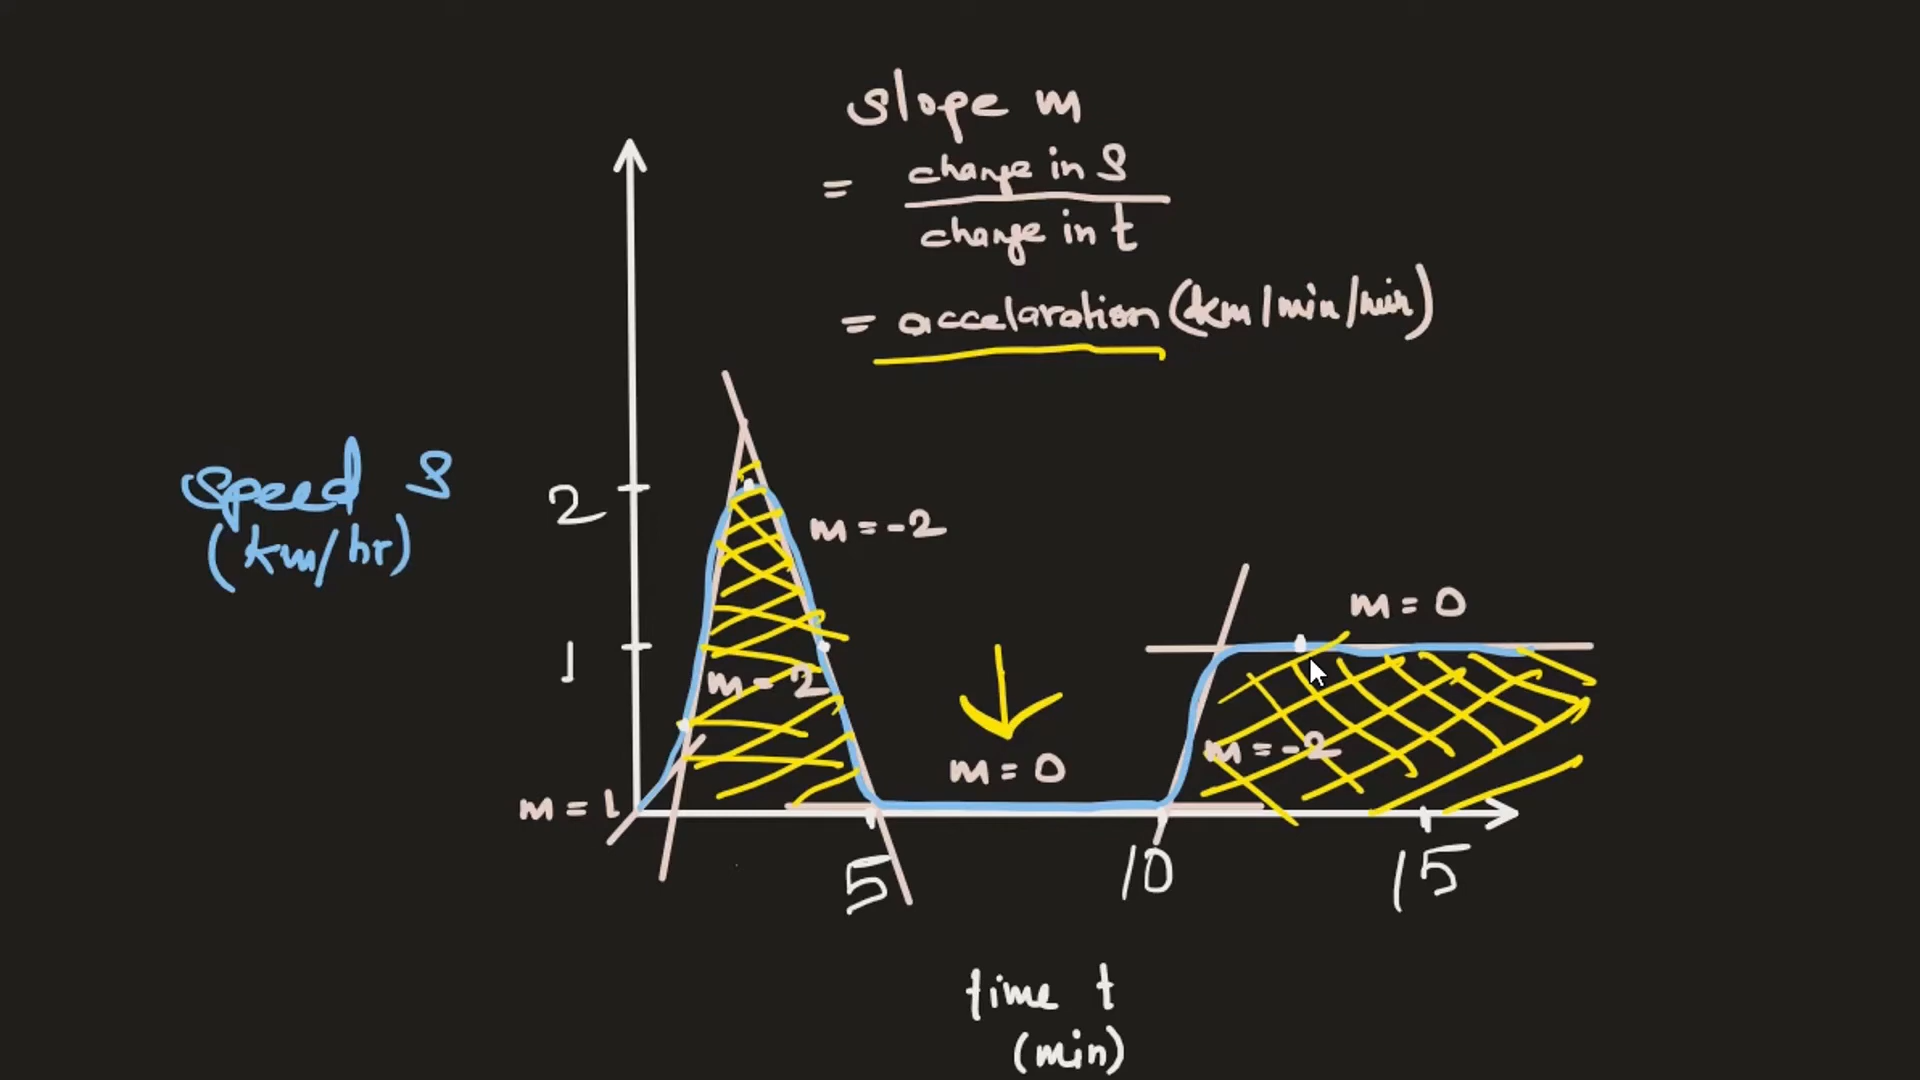 slope m
= change in S
change in t
= accelaration (km/min/min)
speed S
(km/hr)
2
m = -2
1
m = 0
m = 2
m = -2
m = 0
m = 1
5
10
15
time t
(min)